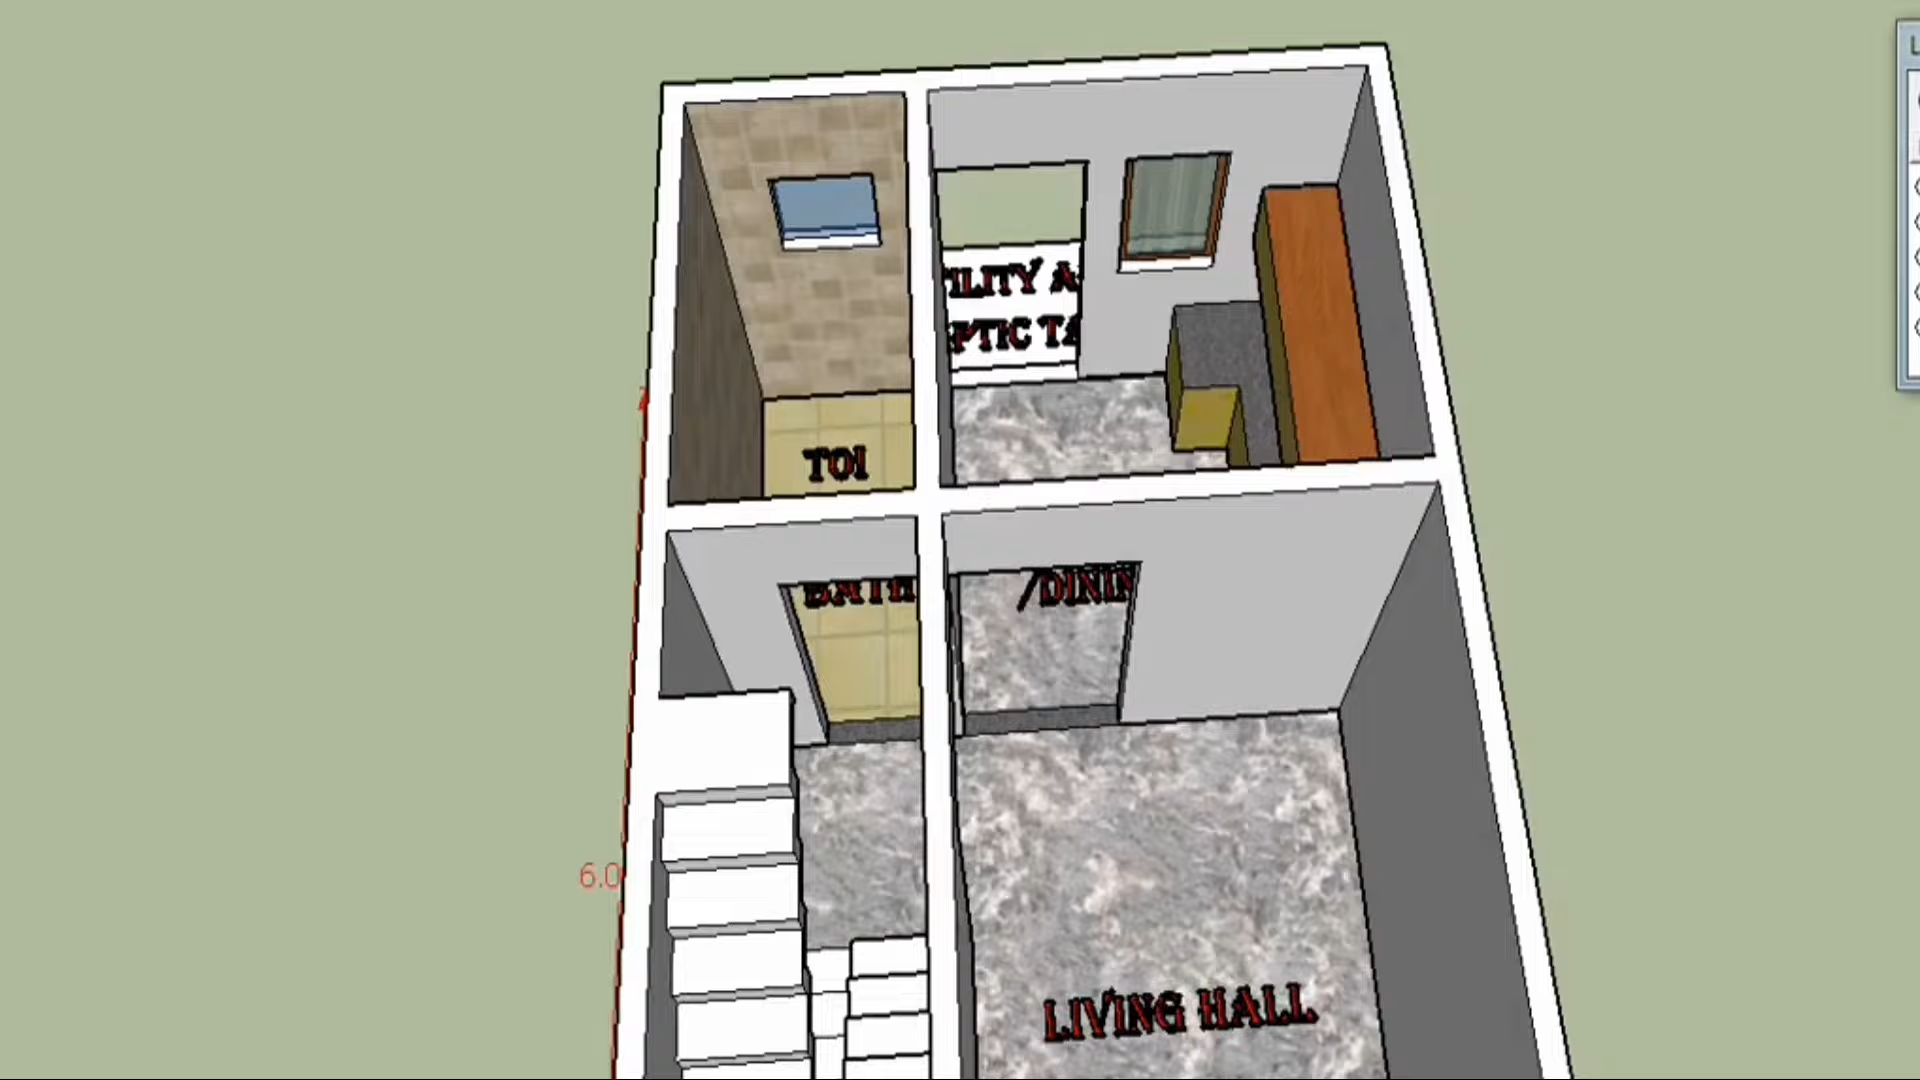 ILITY A
PTIC TA
TOI
BATH
/DININ
6.0
LIVING HALL